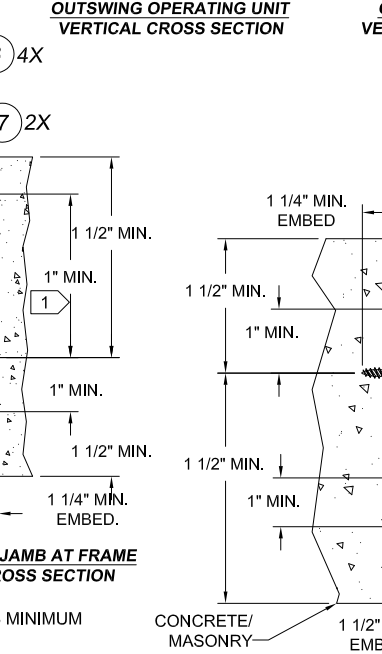 OUTSWING OPERATING UNIT
VERTICAL CROSS SECTION
4X
7 2X
1 1/2" MIN.
1" MIN.
1
1" MIN.
1 1/2" MIN.
1 1/4" MIN.
EMBED.
JAMB AT FRAME
CROSS SECTION
MINIMUM
1 1/4" MIN.
EMBED
1 1/2" MIN.
1" MIN.
1 1/2" MIN.
1" MIN.
CONCRETE/
MASONRY
1 1/2"